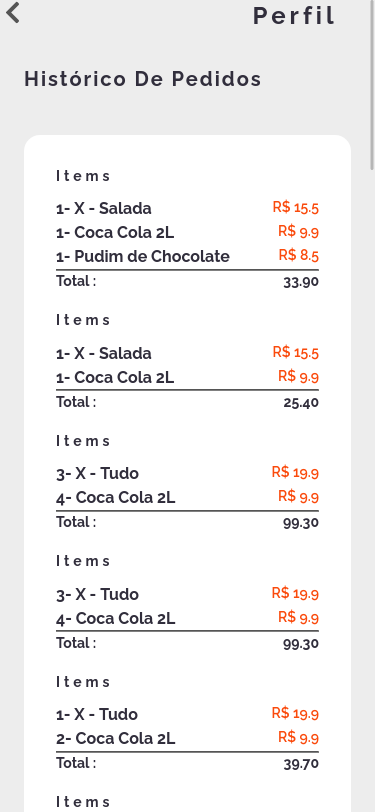 Perfil
Histórico De Pedidos
Items
1- X - Salada R$ 15.5
1- Coca Cola 2L R$ 9.9
1- Pudim de Chocolate R$ 8.5
Total : 33.90
Items
1- X - Salada R$ 15.5
1- Coca Cola 2L R$ 9.9
Total : 25.40
Items
3- X - Tudo R$ 19.9
4- Coca Cola 2L R$ 9.9
Total : 99.30
Items
3- X - Tudo R$ 19.9
4- Coca Cola 2L R$ 9.9
Total : 99.30
Items
1- X - Tudo R$ 19.9
2- Coca Cola 2L R$ 9.9
Total : 39.70
Items